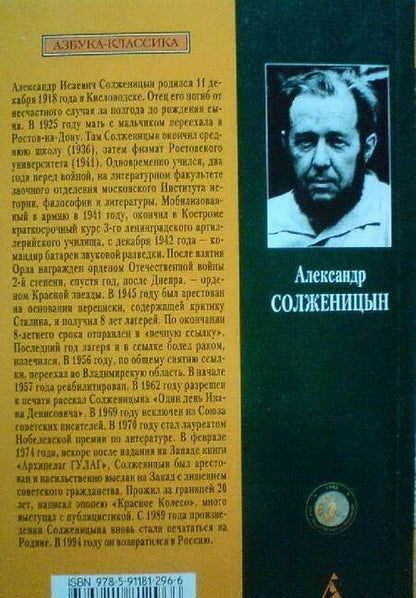 АЗБУКА-КЛАССИКА
Александр Исаевич Солженицын родился 11 де-
кабря 1918 года в Кисловодске. Отец его погиб от
несчастного случая за полгода до рождения сы-
на. В 1925 году мать с мальчиком переехала в
Ростов-на-Дону. Там Солженицын окончил сред-
нюю школу (1936), затем физмат Ростовского
университета (1941). Одновременно учился, два
года перед войной, на литературном факультете
заочного отделения московского Института ис-
тории, философии и литературы. Мобилизован-
ный в армию в 1941 году, окончил в Костроме
краткосрочный курс 3-го ленинградского артил-
лерийского училища, с декабря 1942 года – ко-
мандир батареи звуковой разведки. После взятия
Орла награжден орденом Отечественной войны
2-й степени, спустя год, после Днепра, – орде-
ном Красной звезды. В 1945 году был арестован
на основании переписки, содержащей критику
Сталина, и получил 8 лет лагерей. По окончании
8-летнего срока отправлен в «вечную ссылку».
Последний год лагеря и в ссылке болел раком,
излечился. В 1956 году, по общему снятию ссыл-
ки, переехал во Владимирскую область. В начале
1957 года реабилитирован. В 1962 году разрешен
к печати рассказ Солженицына «Один день Ива-
на Денисовича». В 1969 году исключен из Союза
советских писателей. В 1970 году стал лауреатом
Нобелевской премии по литературе. В феврале
1974 года, вскоре после издания на Западе книги
«Архипелаг ГУЛАГ», Солженицын был аресто-
ван и насильственно выслан на Запад с лишением
советского гражданства. Прожил за границей 20
лет, написал эпопею «Красное Колесо», много
выступал с публицистикой. С 1989 года произве-
дения Солженицына вновь стали печататься на
Родине. В 1994 году он возвратился в Россию.
ISBN 978-5-91181-296-6
Александр
СОЛЖЕНИЦЫН